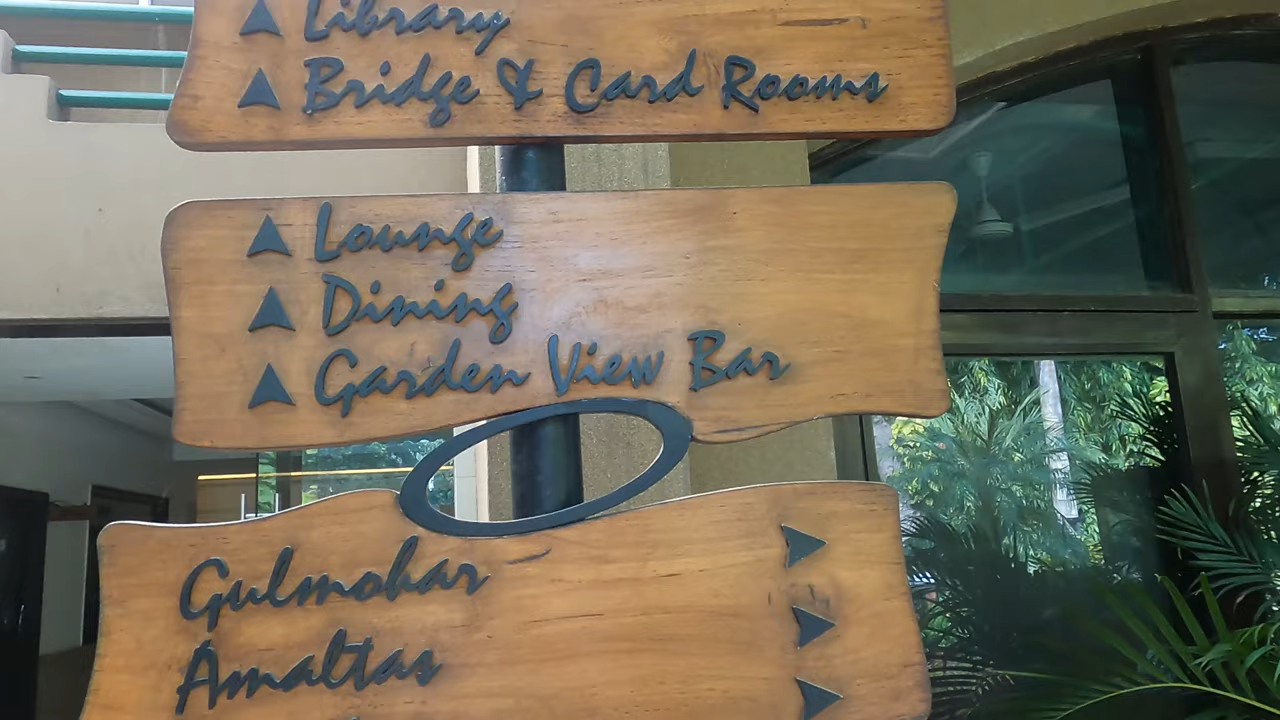 Library
Bridge & Card Rooms
Lounge
Dining
Garden View Bar
Gulmohar
Amaltas